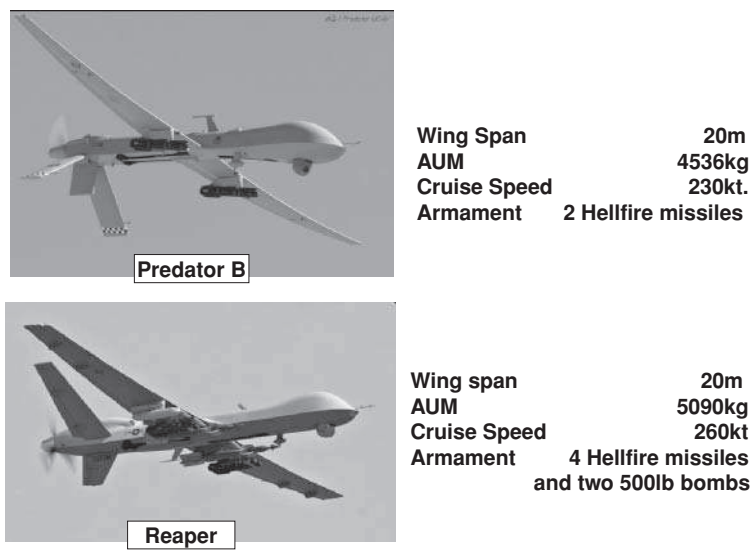 Wing Span 20m
AUM 4536kg
Cruise Speed 230kt.
Armament 2 Hellfire missiles
Predator B
Wing span 20m
AUM 5090kg
Cruise Speed 260kt
Armament 4 Hellfire missiles
and two 500lb bombs
Reaper